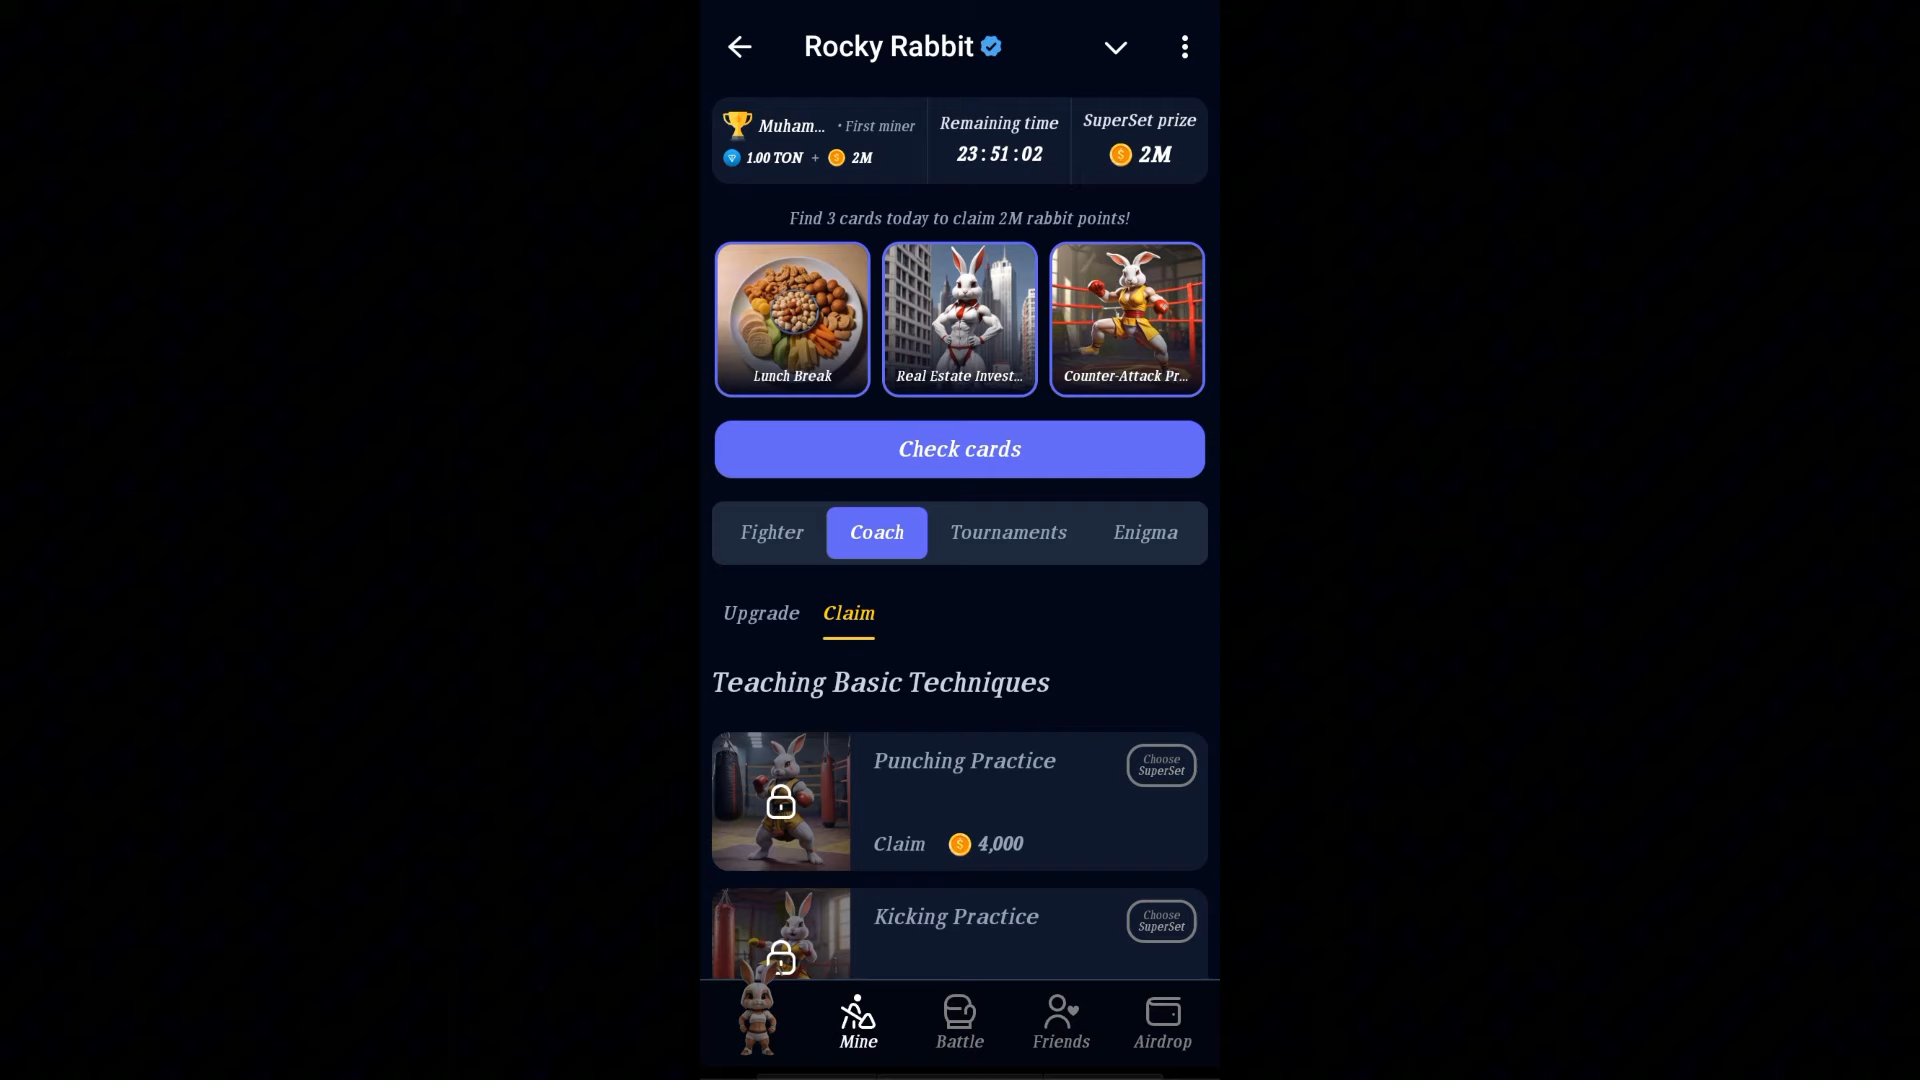 Rocky Rabbit
Muham... • First miner
1.00 TON + 2M
Remaining time
23 : 51 : 02
SuperSet prize
2M
Find 3 cards today to claim 2M rabbit points!
Lunch Break
Real Estate Invest...
Counter-Attack Pr...
Check cards
Fighter
Coach
Tournaments
Enigma
Upgrade
Claim
Teaching Basic Techniques
Punching Practice
Choose
SuperSet
Claim 4,000
Kicking Practice
Choose
SuperSet
Mine
Battle
Friends
Airdrop